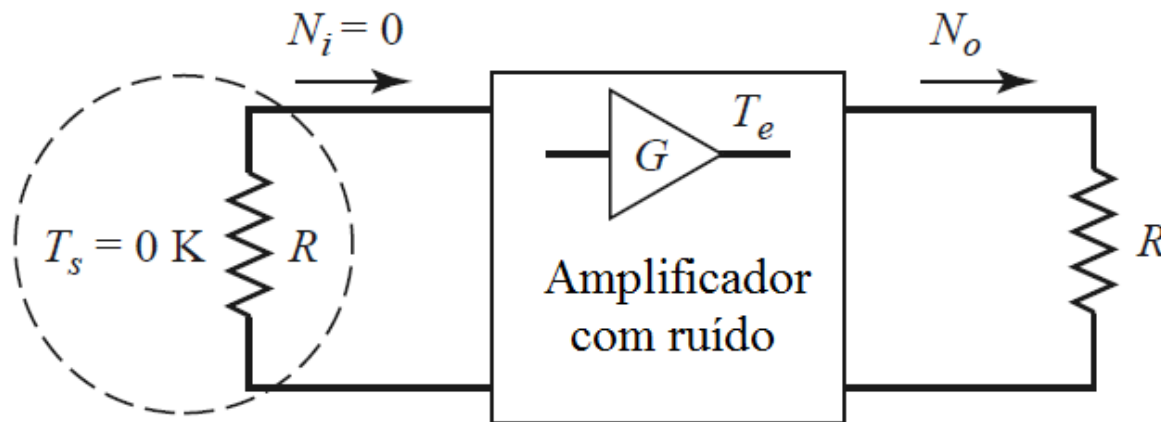 N_i = 0
N_o
T_e
G
T_s = 0 K
R
R
Amplificador
com ruído